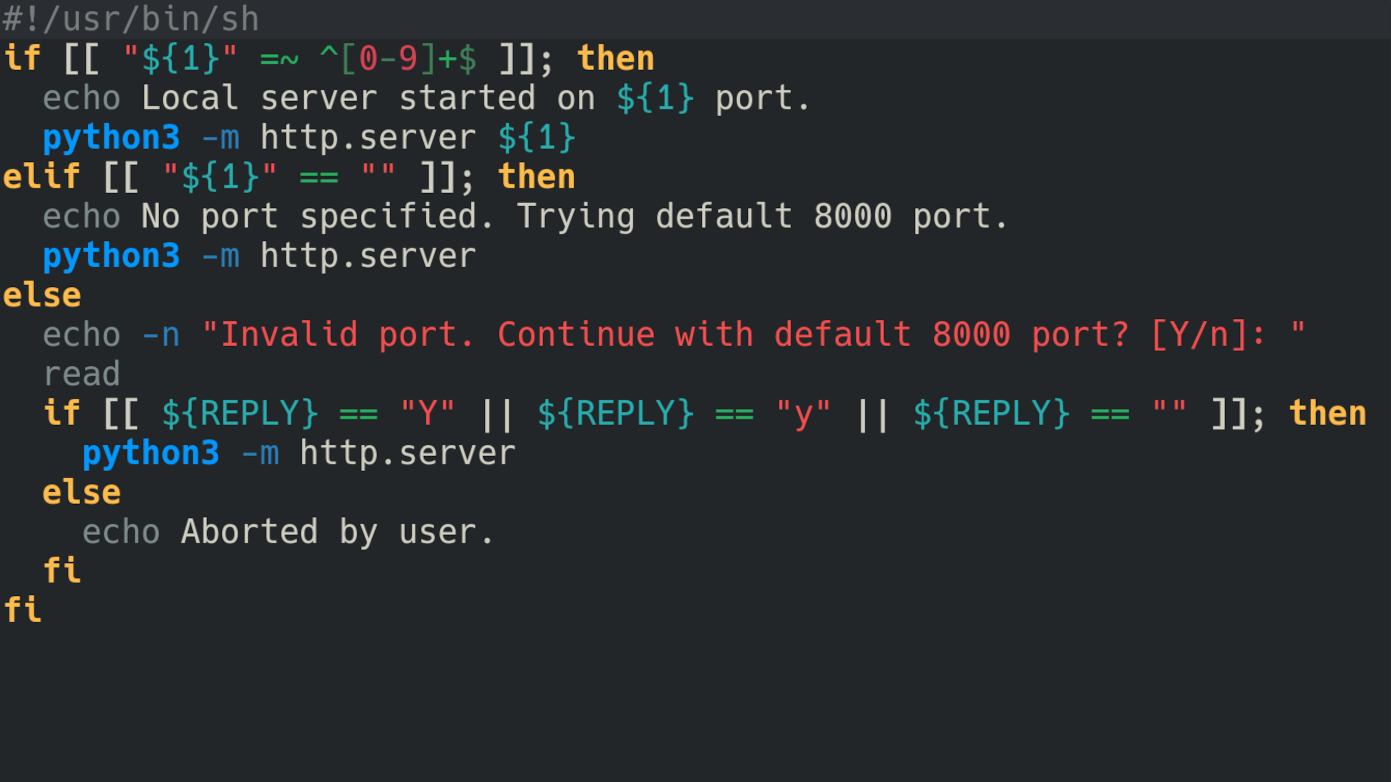 #!/usr/bin/sh
if [[ "${1}" =~ ^[0-9]+$ ]]; then
  echo Local server started on ${1} port.
  python3 -m http.server ${1}
elif [[ "${1}" == "" ]]; then
  echo No port specified. Trying default 8000 port.
  python3 -m http.server
else
  echo -n "Invalid port. Continue with default 8000 port? [Y/n]: "
  read
  if [[ ${REPLY} == "Y" || ${REPLY} == "y" || ${REPLY} == "" ]]; then
    python3 -m http.server
  else
    echo Aborted by user.
  fi
fi